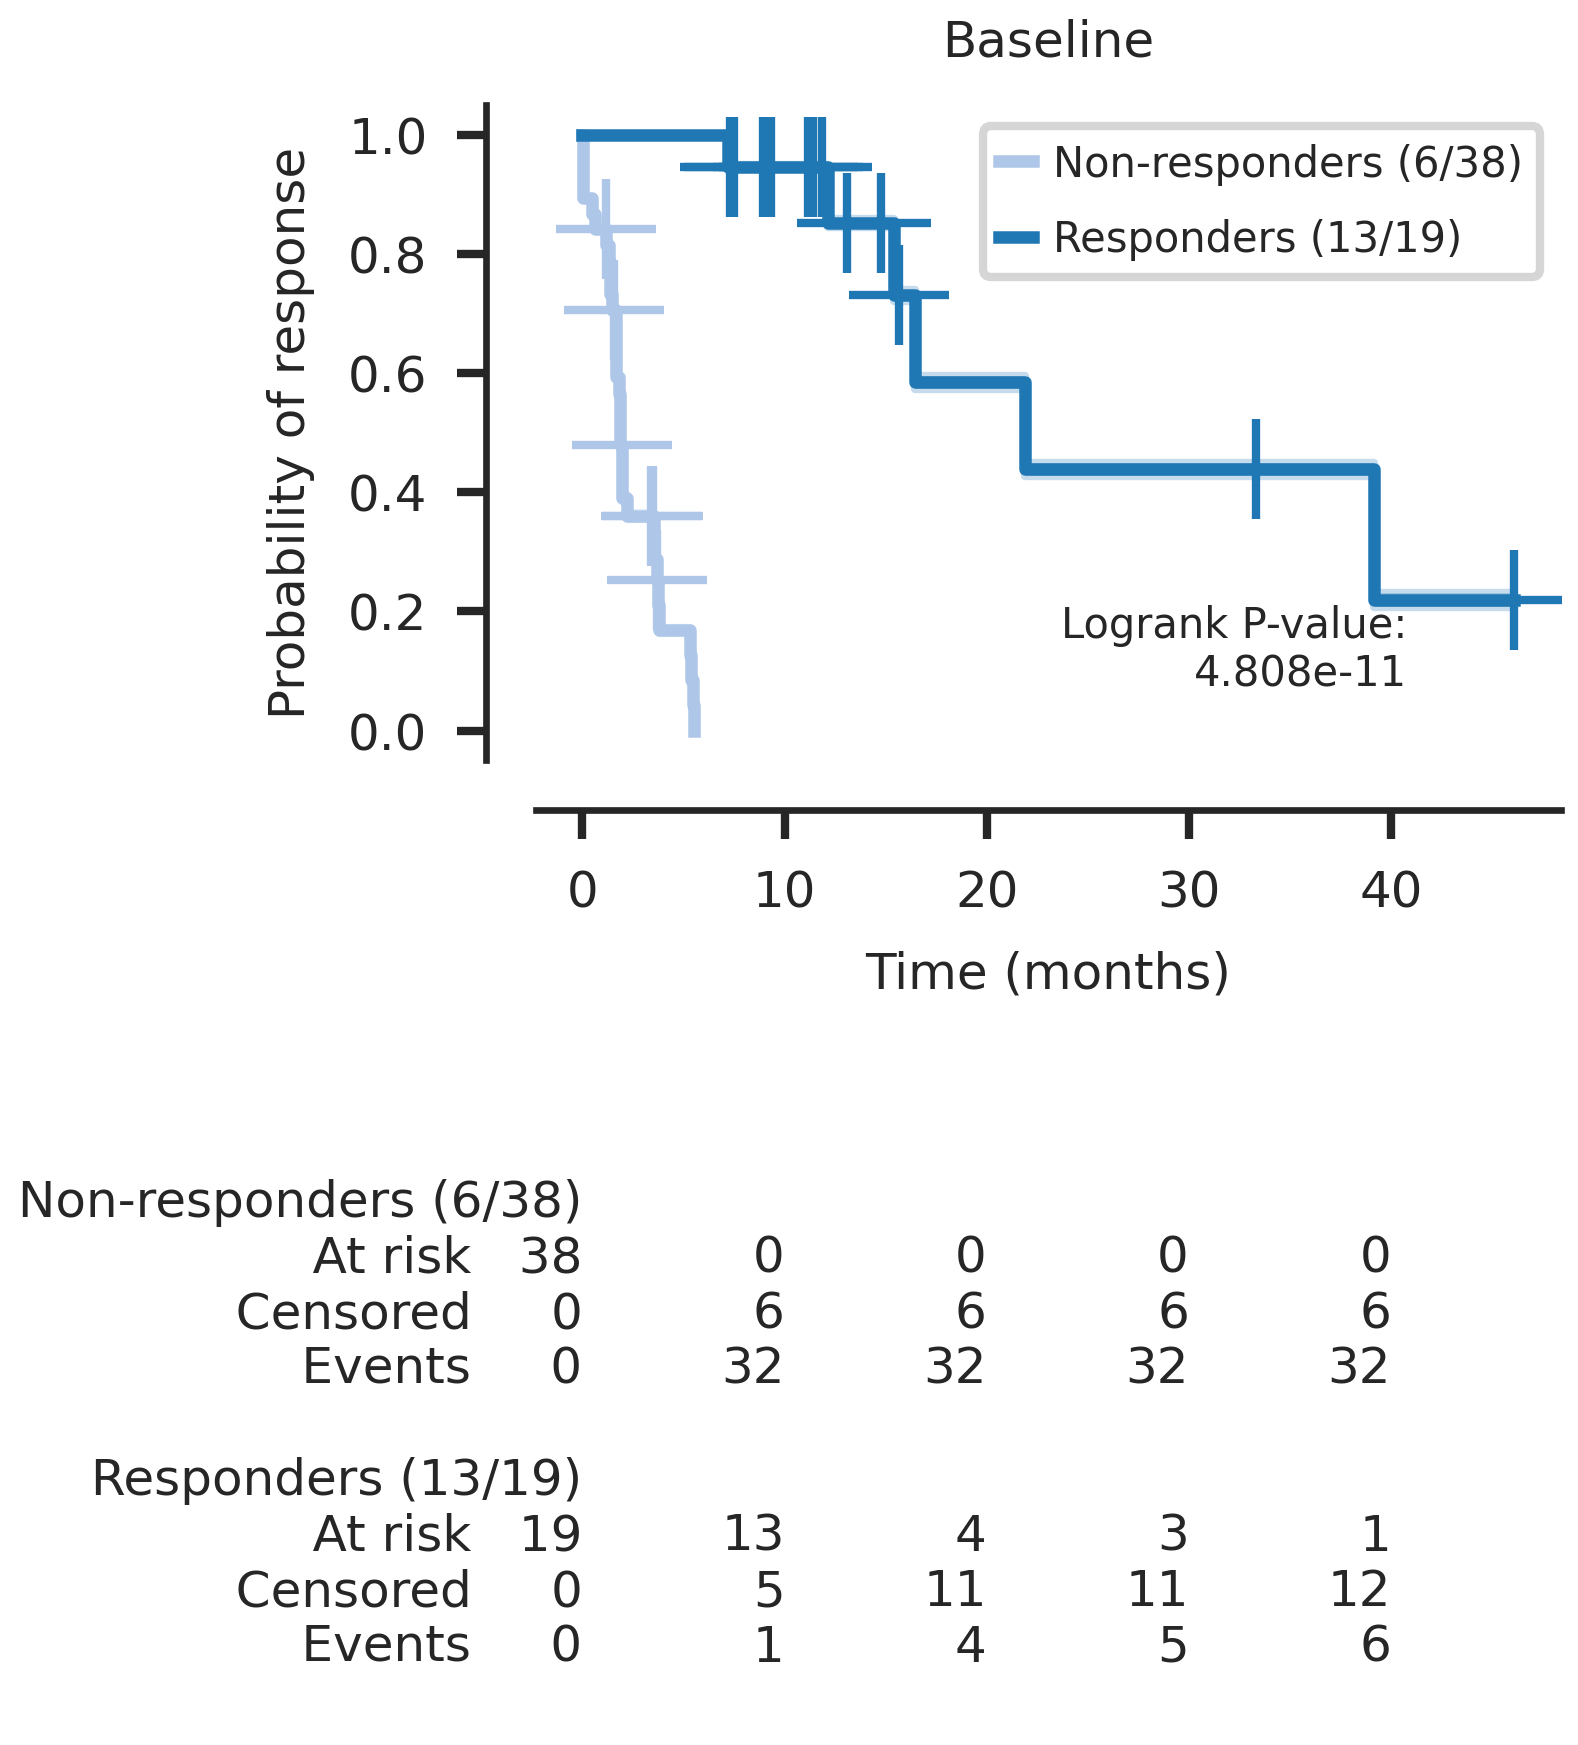 Baseline
Probability of response
1.0
0.8
0.6
0.4
0.2
0.0
Non-responders (6/38)
Responders (13/19)
Logrank P-value:
4.808e-11
0 10 20 30 40
Time (months)
Non-responders (6/38)
At risk 38 0 0 0 0
Censored 0 6 6 6 6
Events 0 32 32 32 32
Responders (13/19)
At risk 19 13 4 3 1
Censored 0 5 11 11 12
Events 0 1 4 5 6